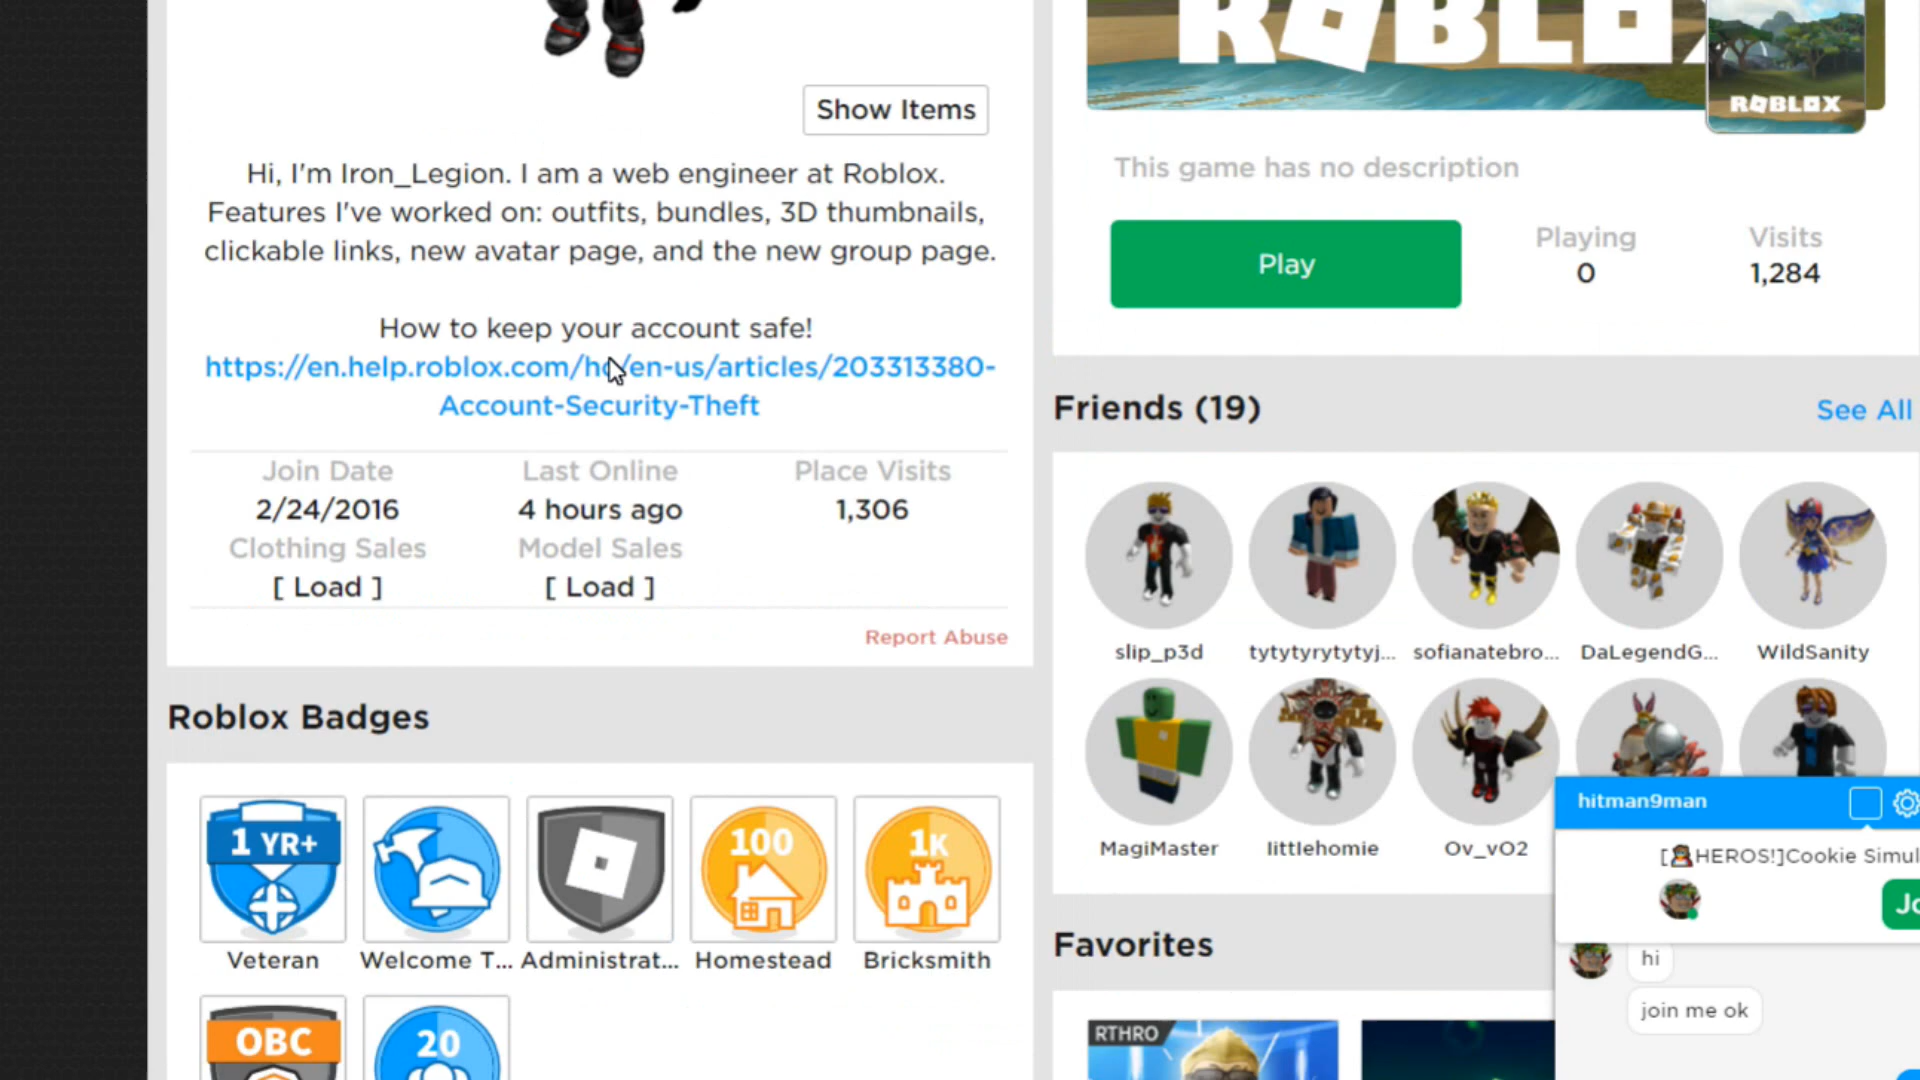 Show Items
Hi, I'm Iron_Legion. I am a web engineer at Roblox.
Features I've worked on: outfits, bundles, 3D thumbnails,
clickable links, new avatar page, and the new group page.
How to keep your account safe!
https://en.help.roblox.com/hc/en-us/articles/203313380-
Account-Security-Theft
Join Date
Last Online
Place Visits
2/24/2016
4 hours ago
1,306
Clothing Sales
Model Sales
[ Load ]
[ Load ]
Report Abuse
Roblox Badges
1 YR+
100
1K
Veteran
Welcome T...
Administrat...
Homestead
Bricksmith
OBC
20
ROBLOX
ROBLOX
This game has no description
Play
Playing
0
Visits
1,284
Friends (19)
See All
slip_p3d
tytytyrytytyj...
sofianatebro...
DaLegendG...
WildSanity
MagiMaster
littlehomie
Ov_vO2
Favorites
RTHRO
hitman9man
[HEROS!]Cookie Simul
Jo
hi
join me ok